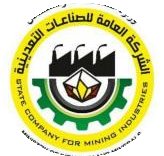 الشركة العامة للصناعات التعدينية
STATE COMPANY FOR MINING INDUSTRIES